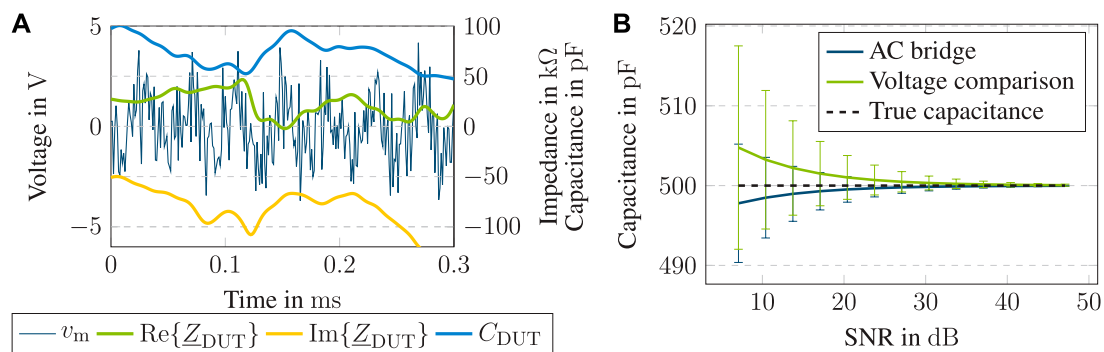 A
Voltage in V
5
0
−5
100
50
0
−50
−100
Impedance in kΩ
Capacitance in pF
0
0.1
0.2
0.3
Time in ms
v_m
Re{Z_DUT}
Im{Z_DUT}
C_DUT
B
Capacitance in pF
520
510
500
490
AC bridge
Voltage comparison
True capacitance
10
20
30
40
50
SNR in dB